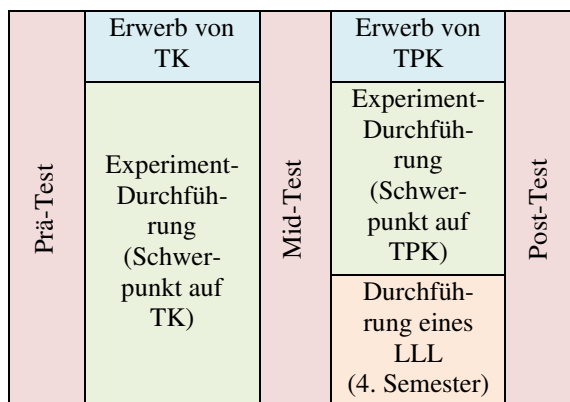 Prä-Test
Erwerb von
TK
Experiment-
Durchfüh-
rung
(Schwer-
punkt auf
TK)
Mid-Test
Erwerb von
TPK
Experiment-
Durchfüh-
rung
(Schwer-
punkt auf
TPK)
Durchfüh-
rung eines
LLL
(4. Semester)
Post-Test